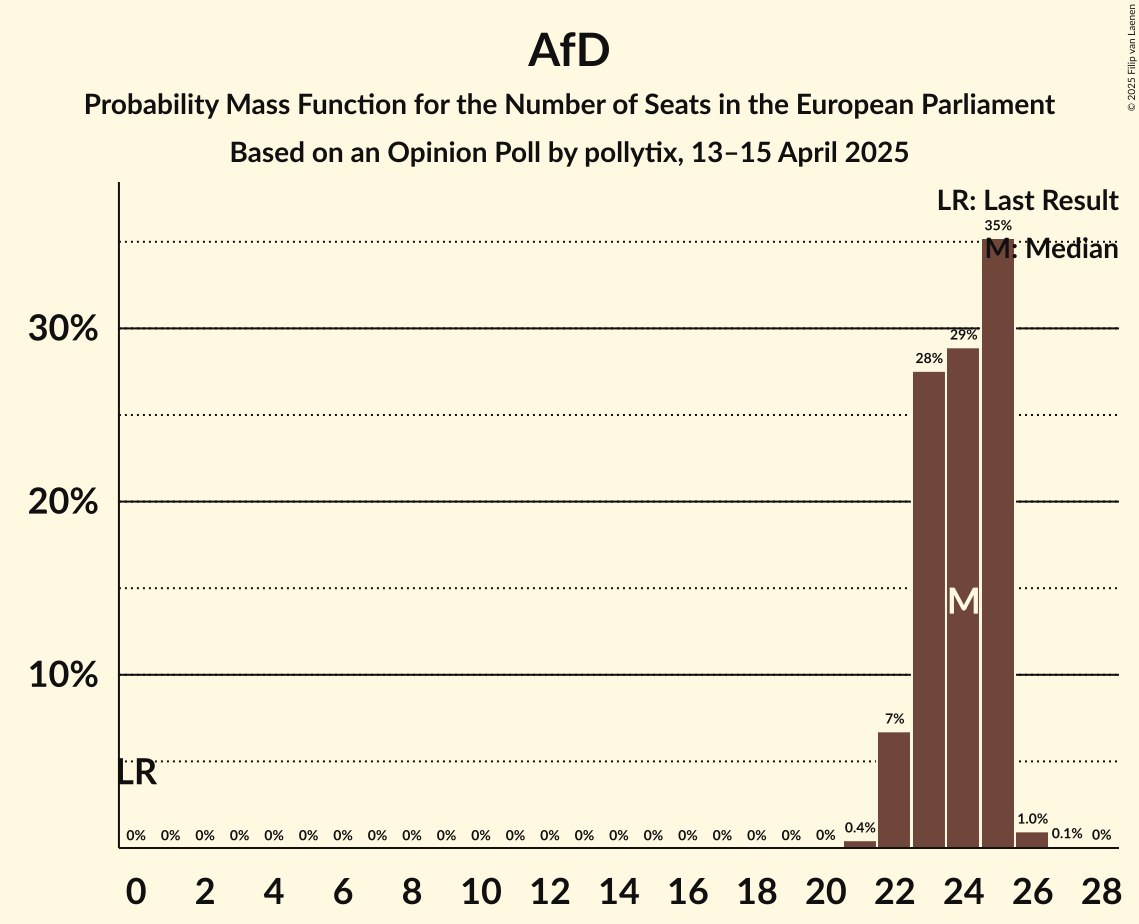 AfD
Probability Mass Function for the Number of Seats in the European Parliament
Based on an Opinion Poll by pollytix, 13–15 April 2025
© 2025 Filip van Laenen
LR: Last Result
M: Median
35%
30%
29%
28%
20%
M
10%
7%
LR
0% 0% 0% 0% 0% 0% 0% 0% 0% 0% 0% 0% 0% 0% 0% 0% 0% 0% 0% 0% 0% 0.4% 1.0% 0.1% 0%
0 2 4 6 8 10 12 14 16 18 20 22 24 26 28